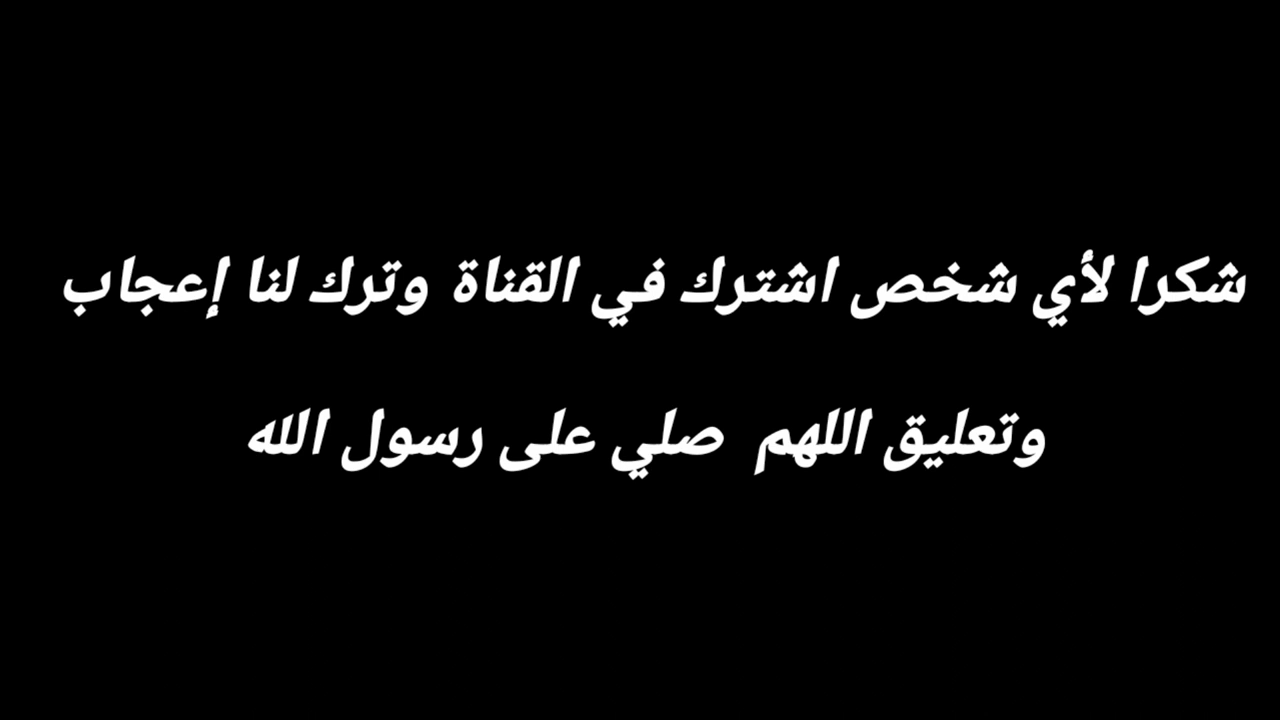 شكرا لأي شخص اشترك في القناة وترك لنا إعجاب
وتعليق اللهم صلي على رسول الله